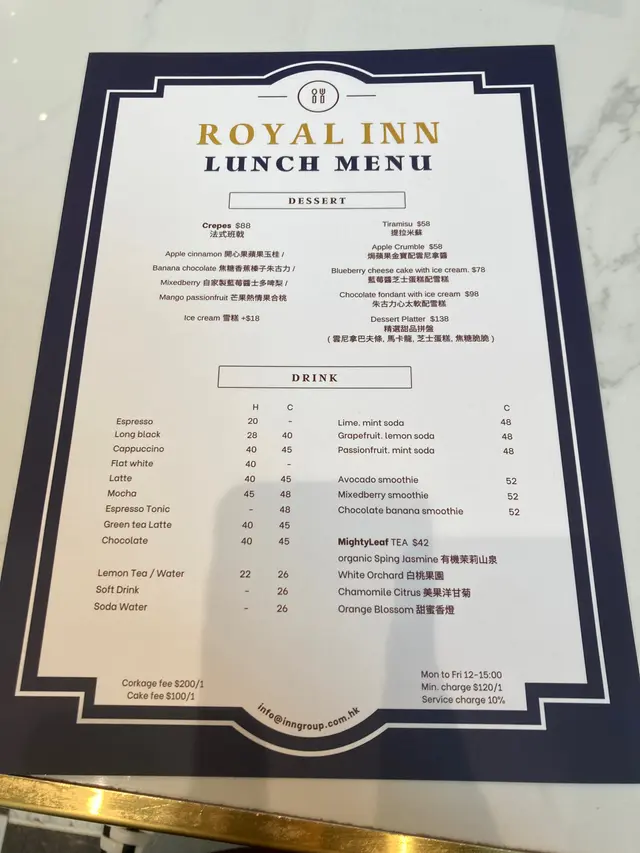 ROYAL INN
LUNCH MENU
DESSERT
Crepes $88
法式班戟
Apple cinnamon 開心果蘋果玉桂 /
Banana chocolate 焦糖香蕉榛子朱古力 /
Mixedberry 自家製藍莓醬士多啤梨 /
Mango passionfruit 芒果熱情果合桃
Ice cream 雪糕 +$18
Tiramisu $58
提拉米蘇
Apple Crumble $58
焗蘋果金寶配雲尼拿醬
Blueberry cheese cake with ice cream. $78
藍莓醬芝士蛋糕配雪糕
Chocolate fondant with ice cream $98
朱古力心太軟配雪糕
Dessert Platter $138
精選甜品拼盤
( 雲尼拿巴夫條, 馬卡龍, 芝士蛋糕, 焦糖脆脆 )
DRINK
H C
Espresso 20 -
Long black 28 40
Cappuccino 40 45
Flat white 40 -
Latte 40 45
Mocha 45 48
Espresso Tonic - 48
Green tea Latte 40 45
Chocolate 40 45
Lemon Tea / Water 22 26
Soft Drink - 26
Soda Water - 26
C
Lime. mint soda 48
Grapefruit. lemon soda 48
Passionfruit. mint soda 48
Avocado smoothie 52
Mixedberry smoothie 52
Chocolate banana smoothie 52
MightyLeaf TEA $42
organic Sping Jasmine 有機茉莉山泉
White Orchard 白桃果園
Chamomile Citrus 美果洋甘菊
Orange Blossom 甜蜜香橙
Corkage fee $200/1
Cake fee $100/1
info@inngroup.com.hk
Mon to Fri 12-15:00
Min. charge $120/1
Service charge 10%